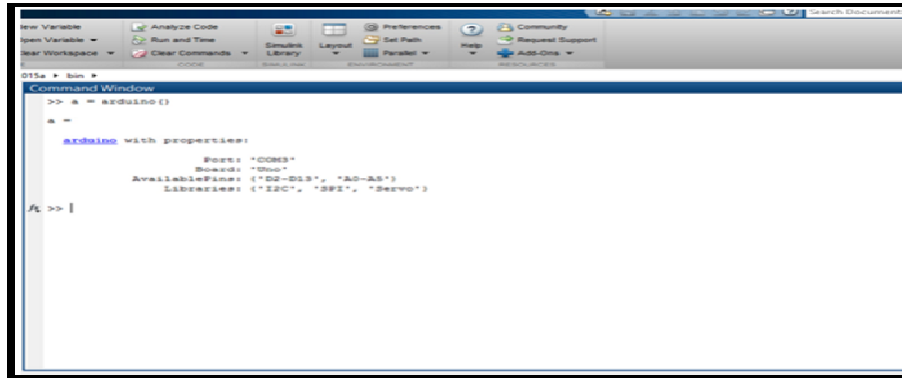 Search Document
New Variable Analyze Code Preferences Community
Open Variable Run and Time Simulink Library Layout Set Path Help Request Support
Clear Workspace Clear Commands Parallel Add-Ons
CODE SIMULINK ENVIRONMENT RESOURCES
015a bin
Command Window
>> a = arduino()
a =
arduino with properties:
Port: "COM3"
Board: "Uno"
AvailablePins: {"D2-D13", "A0-A5"}
Libraries: {"I2C", "SPI", "Servo"}
fx >>